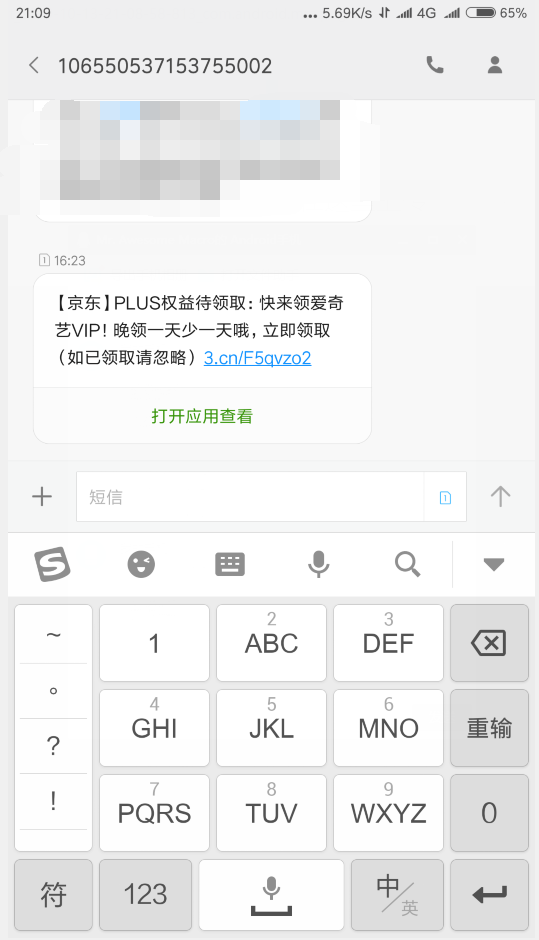 21:09
... 5.69K/s 4G 65%
106550537153755002
1 16:23
【京东】PLUS权益待领取:快来领爱奇
艺VIP!晚领一天少一天哦,立即领取
(如已领取请忽略)3.cn/F5qvzo2
打开应用查看
短信 1
S
~
1
2
ABC
3
DEF
。
4
GHI
5
JKL
6
MNO
重输
?
!
7
PQRS
8
TUV
9
WXYZ
0
符
123
中/英